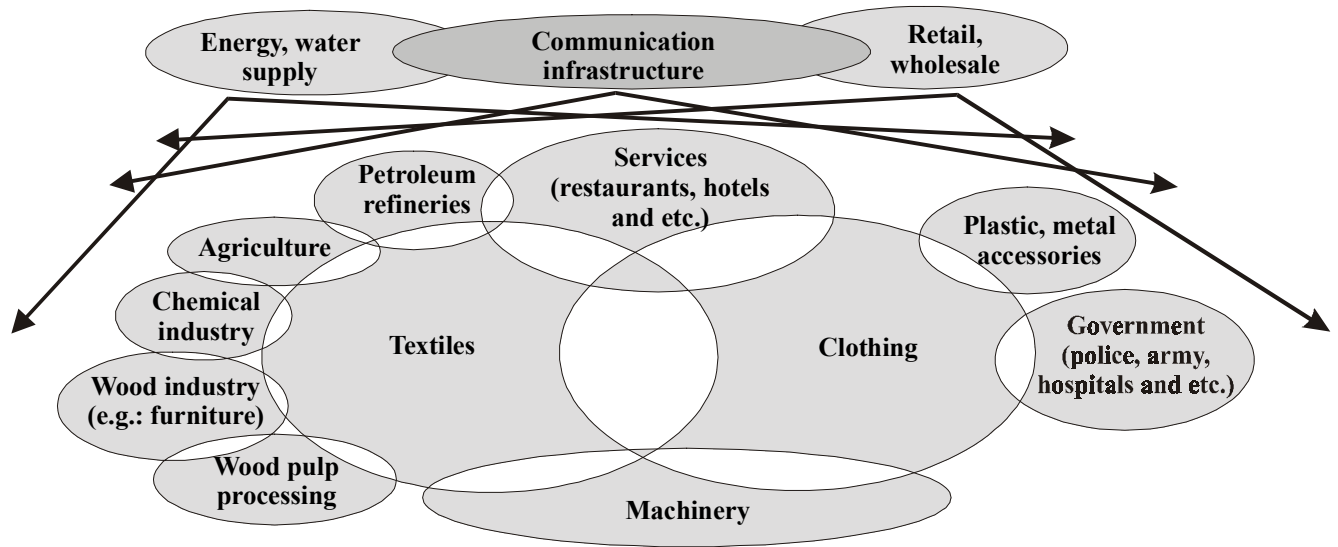 Energy, water
supply
Communication
infrastructure
Retail,
wholesale
Services
(restaurants, hotels
and etc.)
Petroleum
refineries
Agriculture
Plastic, metal
accessories
Chemical
industry
Textiles
Clothing
Government
(police, army,
hospitals and etc.)
Wood industry
(e.g.: furniture)
Wood pulp
processing
Machinery